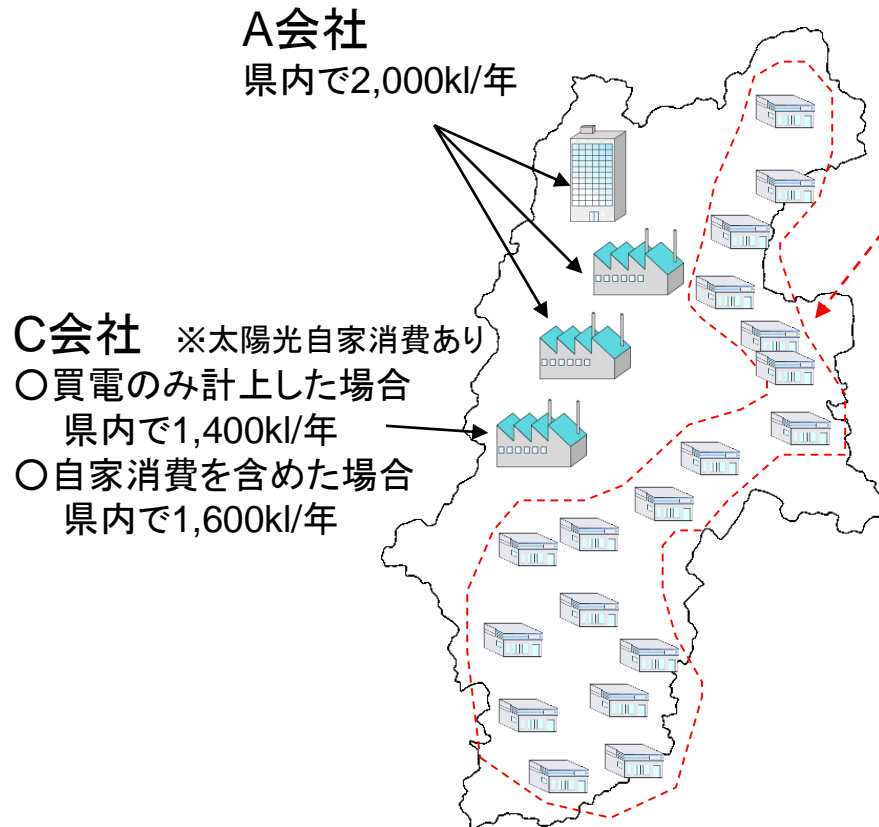 A会社
県内で2,000kl/年
C会社 ※太陽光自家消費あり
〇買電のみ計上した場合
県内で1,400kl/年
〇自家消費を含めた場合
県内で1,600kl/年